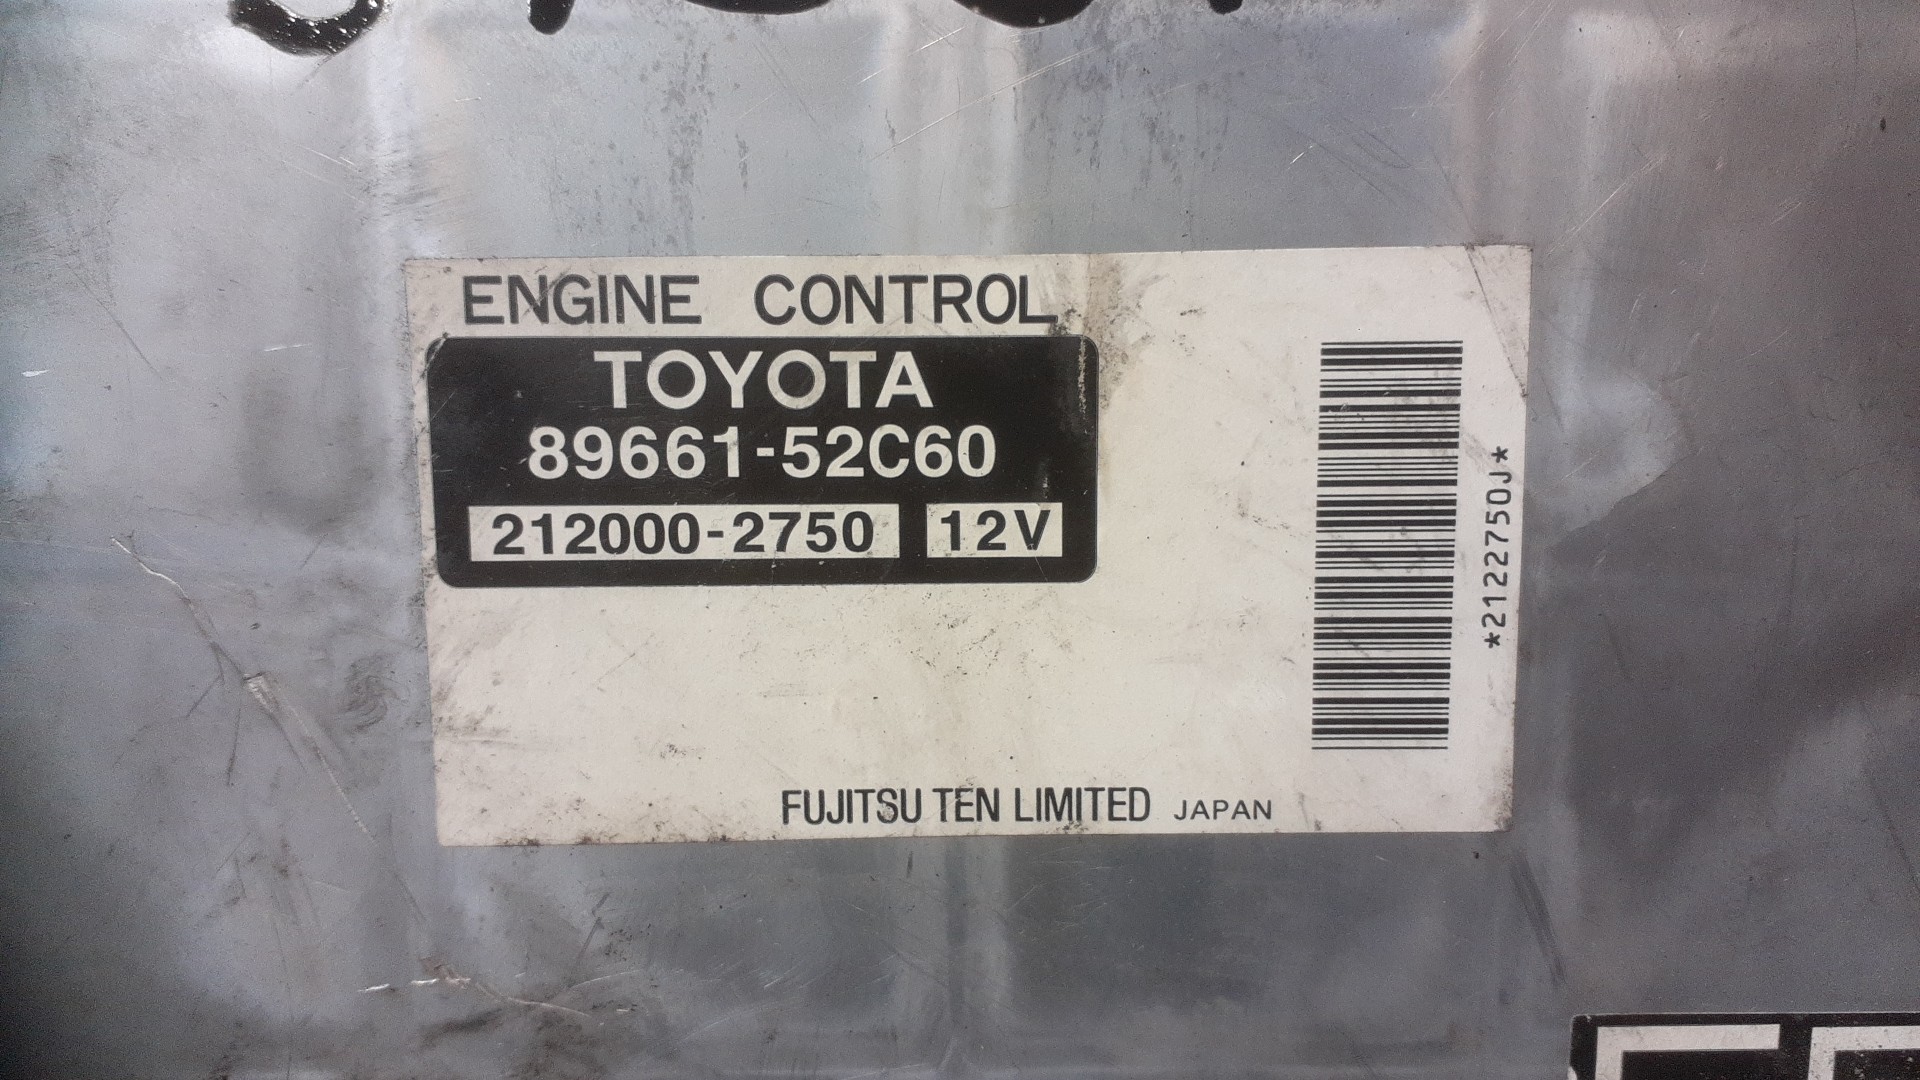 ENGINE CONTROL
TOYOTA
89661-52C60
212000-2750 12V
*2122750J*
FUJITSU TEN LIMITED JAPAN